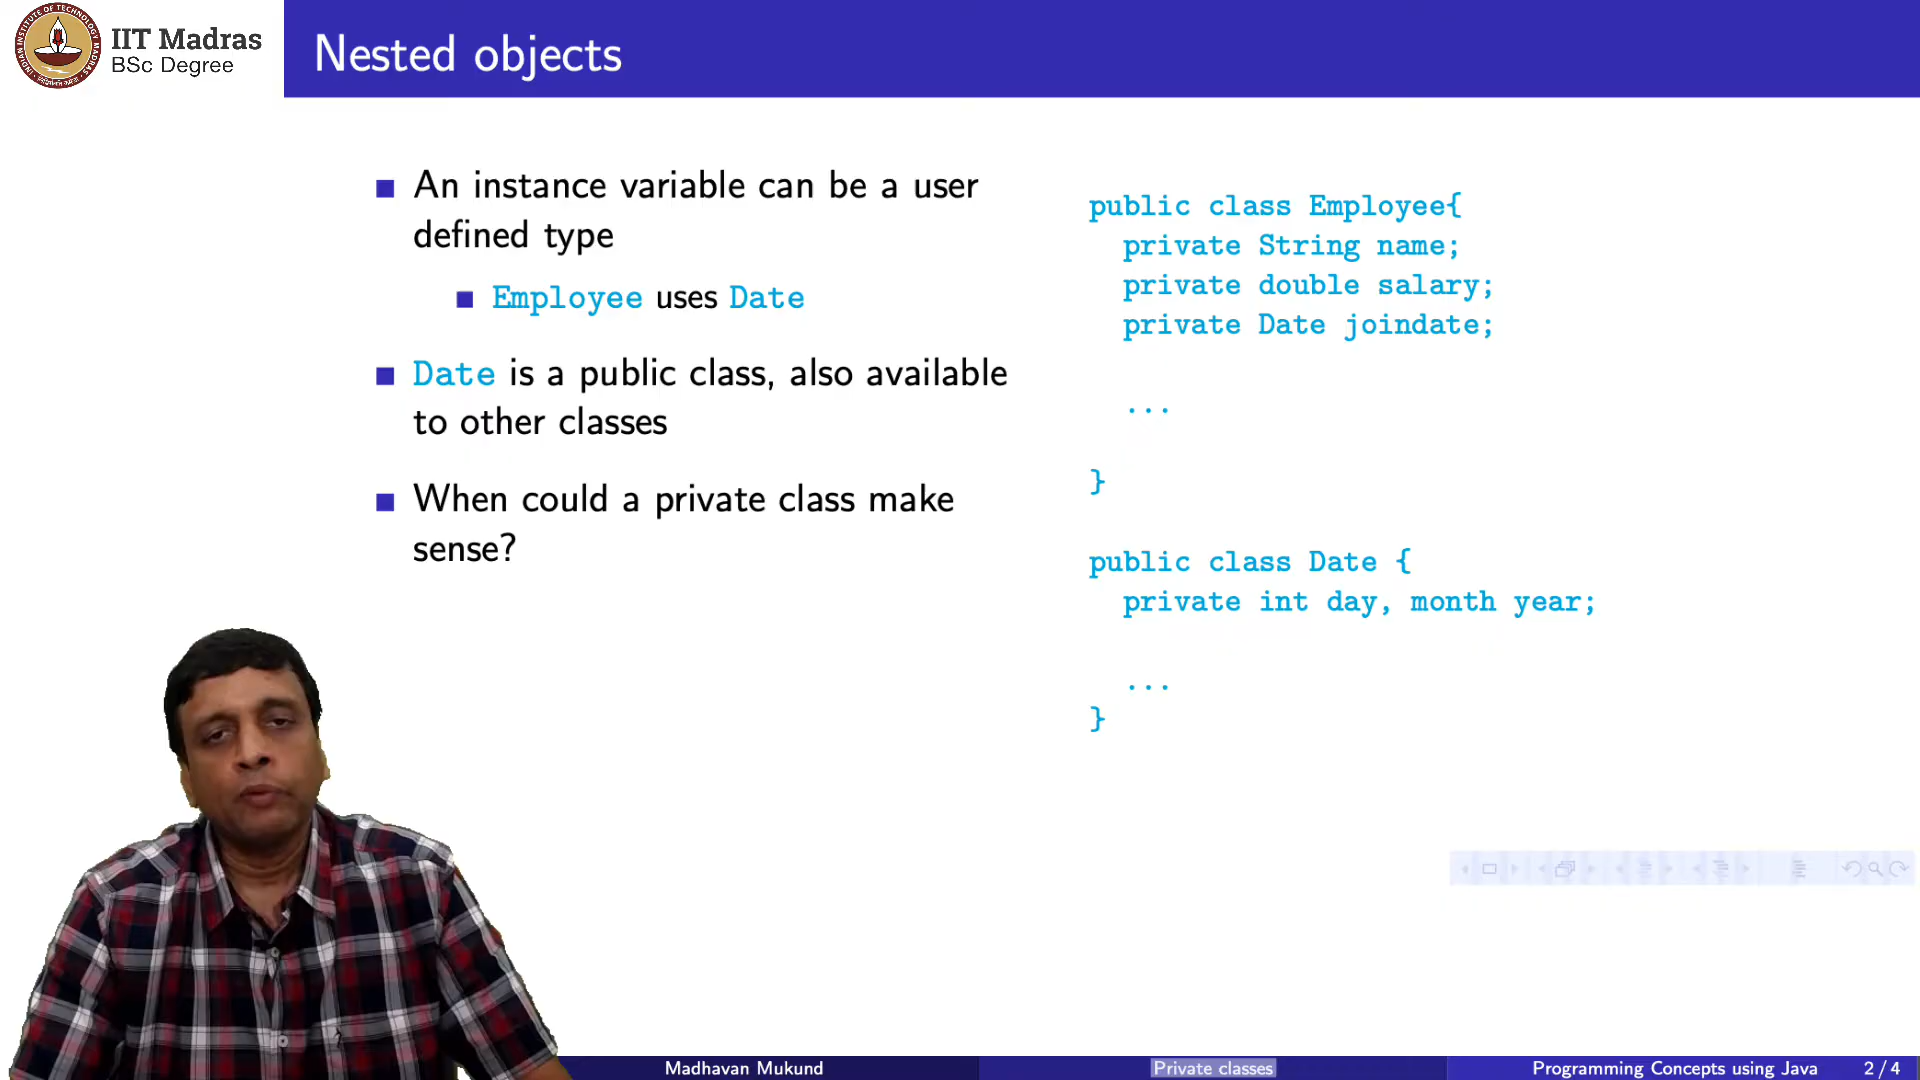 IIT Madras
BSc Degree
Nested objects
An instance variable can be a user
defined type
Employee uses Date
Date is a public class, also available
to other classes
When could a private class make
sense?
public class Employee{
private String name;
private double salary;
private Date joindate;
...
}
public class Date {
private int day, month year;
...
}
Madhavan Mukund
Private classes
Programming Concepts using Java
2 / 4